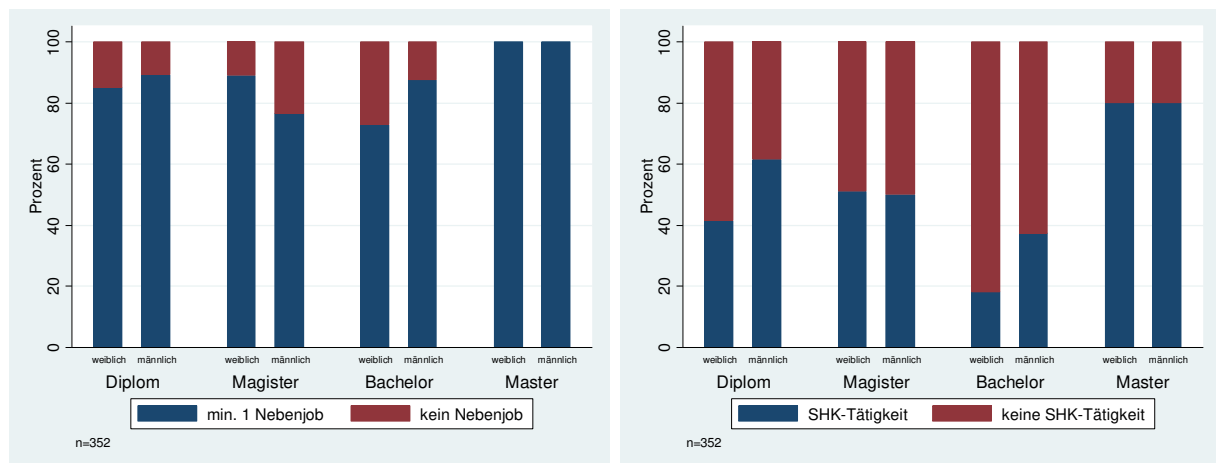 Prozent
100
80
60
40
20
0
weiblich männlich weiblich männlich weiblich männlich weiblich männlich
Diplom Magister Bachelor Master
min. 1 Nebenjob kein Nebenjob
n=352
Prozent
100
80
60
40
20
0
weiblich männlich weiblich männlich weiblich männlich weiblich männlich
Diplom Magister Bachelor Master
SHK-Tätigkeit keine SHK-Tätigkeit
n=352